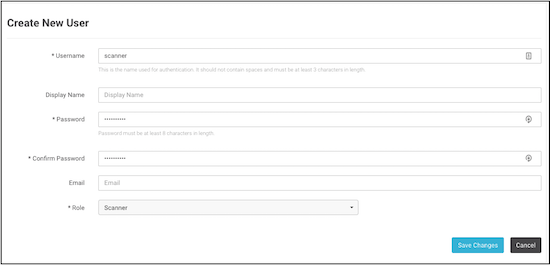 Create New User
* Username
scanner
This is the name used for authentication. It should not contain spaces and must be at least 3 characters in length.
Display Name
Display Name
* Password
••••••••••
Password must be at least 8 characters in length.
* Confirm Password
••••••••••
Email
Email
* Role
Scanner
Save Changes
Cancel